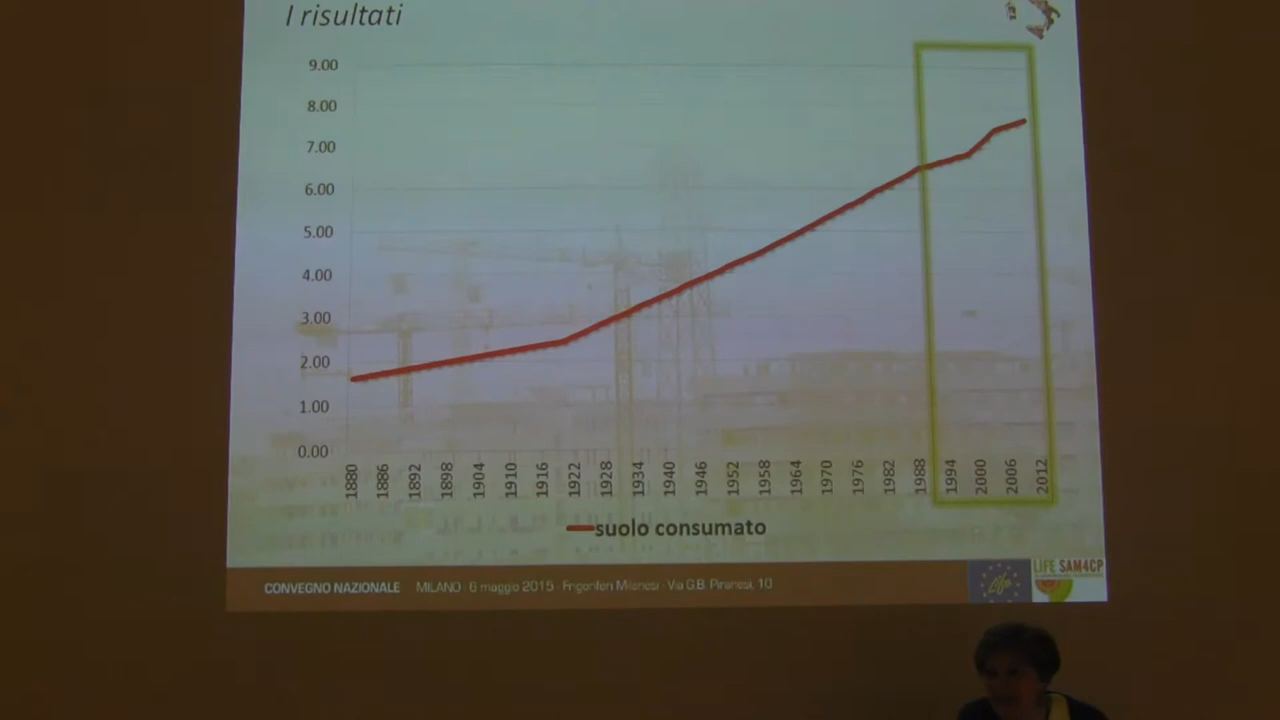 I risultati
9.00
8.00
7.00
6.00
5.00
4.00
3.00
2.00
1.00
0.00
1880 1886 1892 1898 1904 1910 1916 1922 1928 1934 1940 1946 1952 1958 1964 1970 1976 1982 1988 1994 2000 2006 2012
suolo consumato
CONVEGNO NAZIONALE MILANO - 6 maggio 2015 - Frigoriferi Milanesi - Via G.B. Piranesi, 10
Life
LIFE SAM4CP